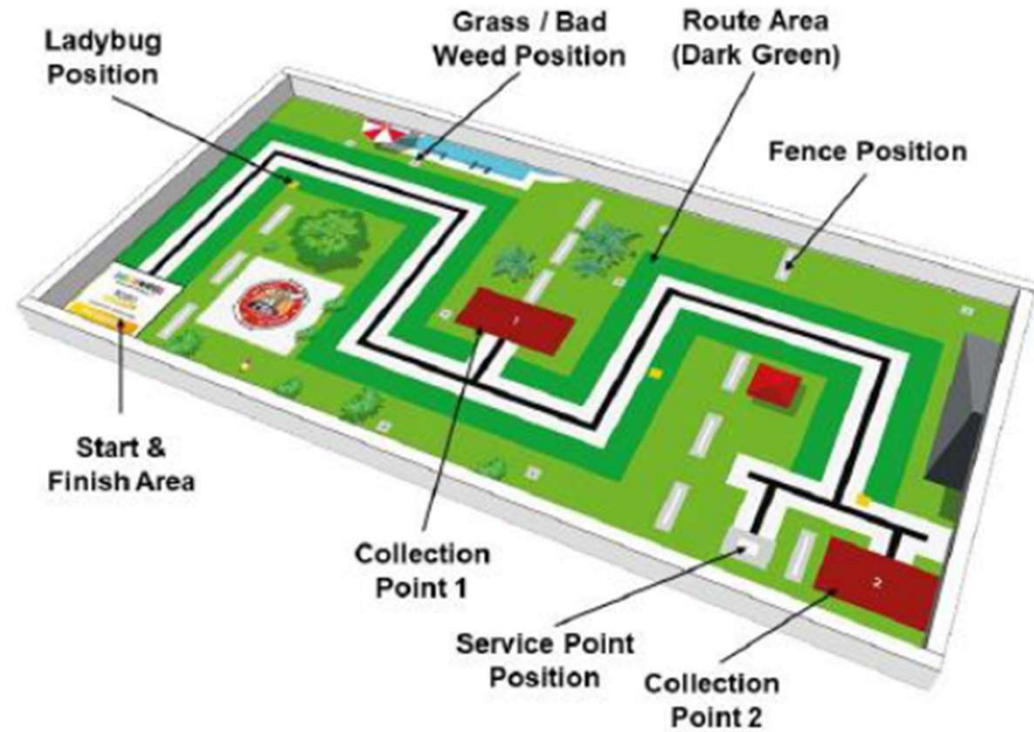 Ladybug
Position
Grass / Bad
Weed Position
Route Area
(Dark Green)
Fence Position
Start &
Finish Area
Collection
Point 1
Service Point
Position
Collection
Point 2
1
2